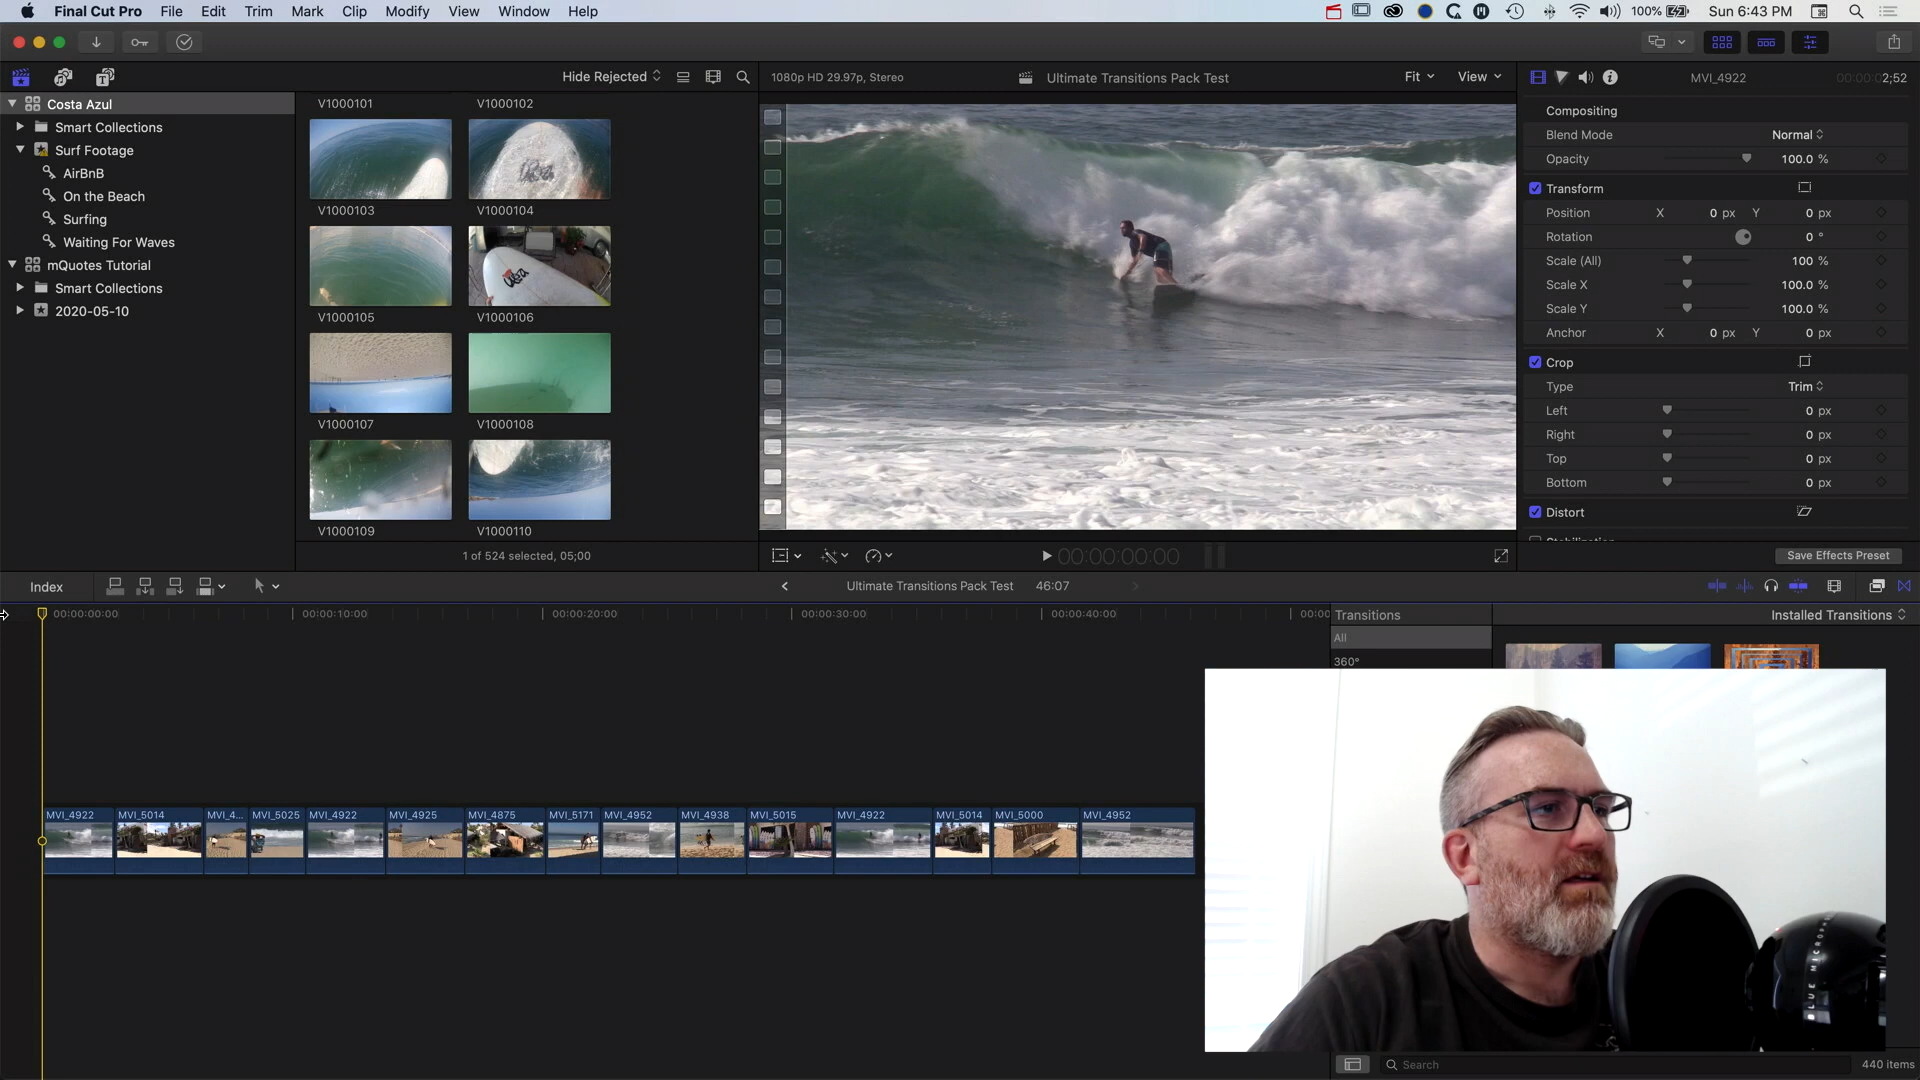 Final Cut Pro File Edit Trim Mark Clip Modify View Window Help 100% Sun 6:43 PM
Hide Rejected
1080p HD 29.97p, Stereo
Ultimate Transitions Pack Test
Fit
View
MVI_4922
00:00:02;52
Costa Azul
Smart Collections
Surf Footage
AirBnB
On the Beach
Surfing
Waiting For Waves
mQuotes Tutorial
Smart Collections
2020-05-10
V1000101 V1000102
V1000103 V1000104
V1000105 V1000106
V1000107 V1000108
V1000109 V1000110
1 of 524 selected, 05;00
00:00:00:00
Compositing
Blend Mode Normal
Opacity 100.0 %
Transform
Position X 0 px Y 0 px
Rotation 0 °
Scale (All) 100 %
Scale X 100.0 %
Scale Y 100.0 %
Anchor X 0 px Y 0 px
Crop
Type Trim
Left 0 px
Right 0 px
Top 0 px
Bottom 0 px
Distort
Save Effects Preset
Index
Ultimate Transitions Pack Test 46:07
00:00:00:00 00:00:10:00 00:00:20:00 00:00:30:00 00:00:40:00 00:00
Transitions
Installed Transitions
All
360°
MVI_4922 MVI_5014 MVI_4... MVI_5025 MVI_4922 MVI_4925 MVI_4875 MVI_5171 MVI_4952 MVI_4938 MVI_5015 MVI_4922 MVI_5014 MVI_5000 MVI_4952
BLUE MICROPH
Search
440 items